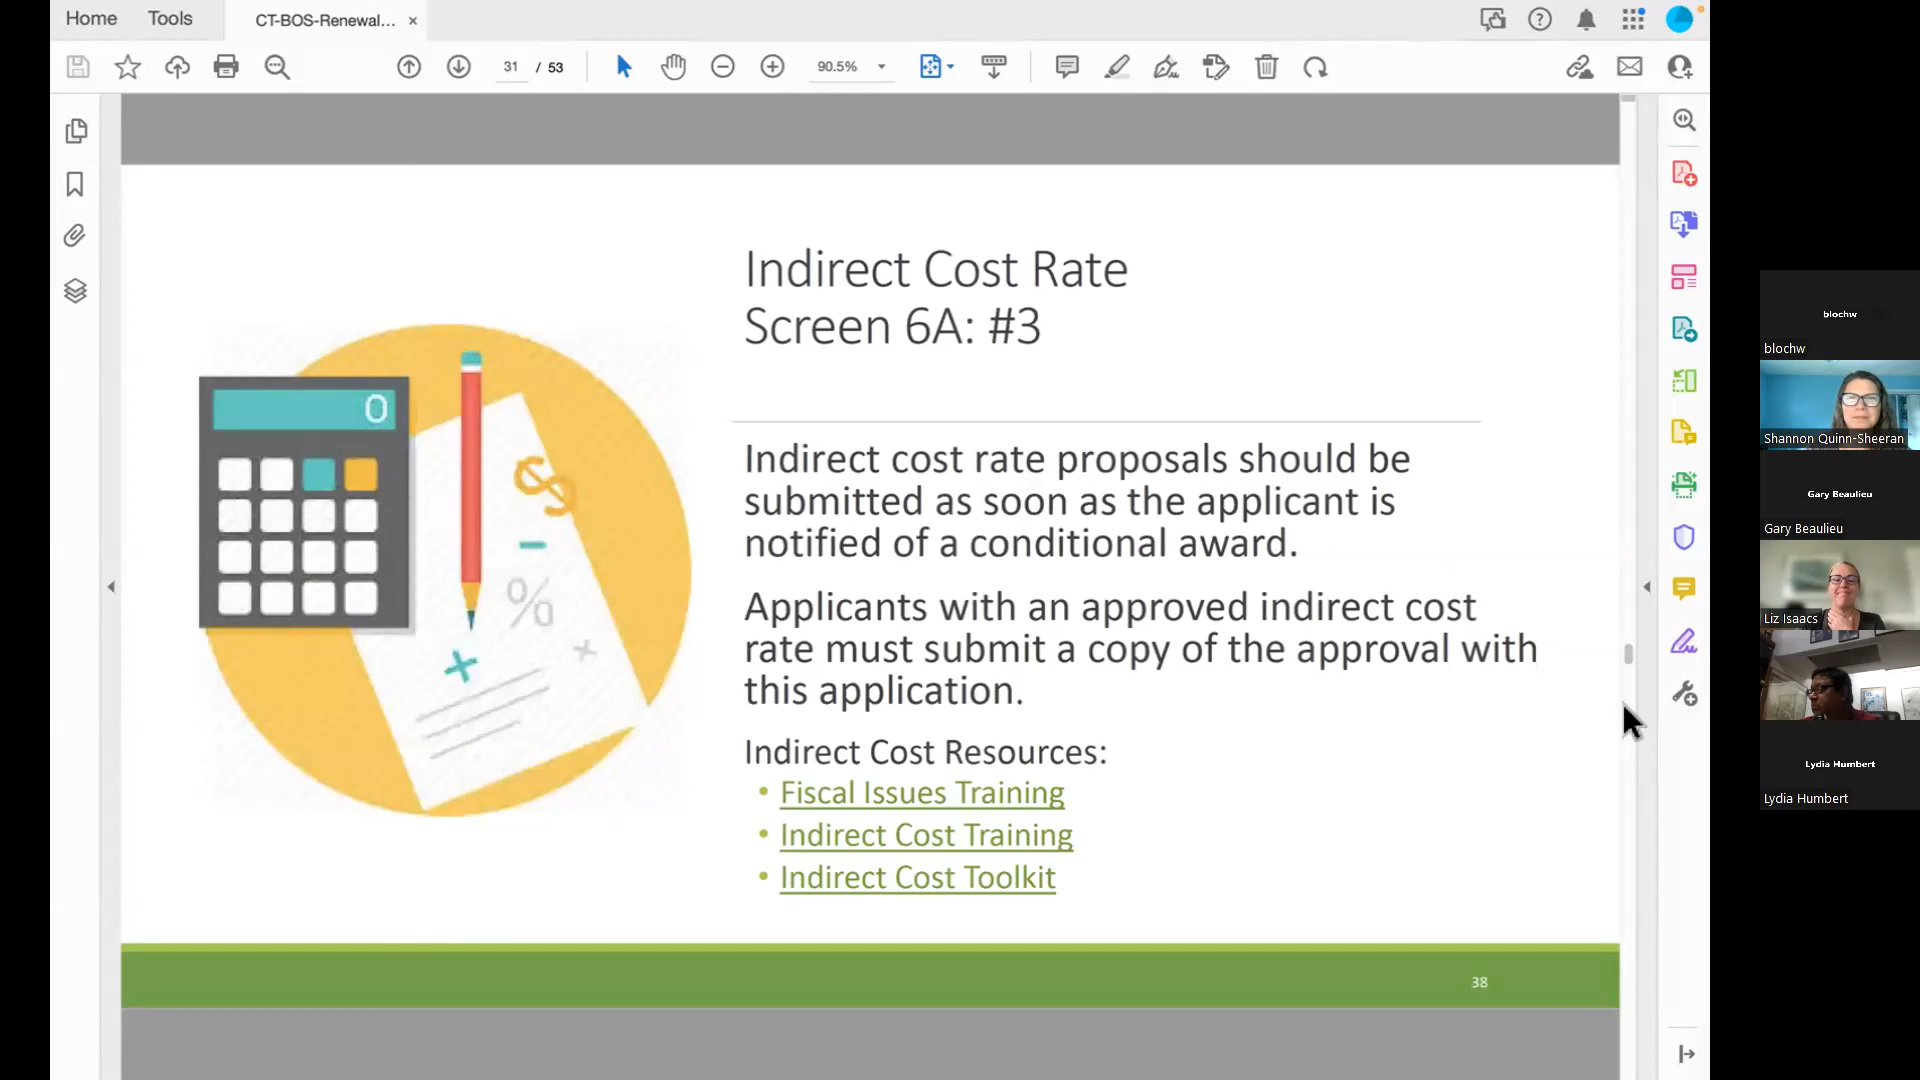 Home
Tools
CT-BOS-Renewal...
31 / 53
90.5%
Indirect Cost Rate
Screen 6A: #3
0
$
%
Indirect cost rate proposals should be
submitted as soon as the applicant is
notified of a conditional award.
Applicants with an approved indirect cost
rate must submit a copy of the approval with
this application.
Indirect Cost Resources:
• Fiscal Issues Training
• Indirect Cost Training
• Indirect Cost Toolkit
38
blochw
blochw
Shannon Quinn-Sheeran
Gary Beaulieu
Gary Beaulieu
Liz Isaacs
Lydia Humbert
Lydia Humbert